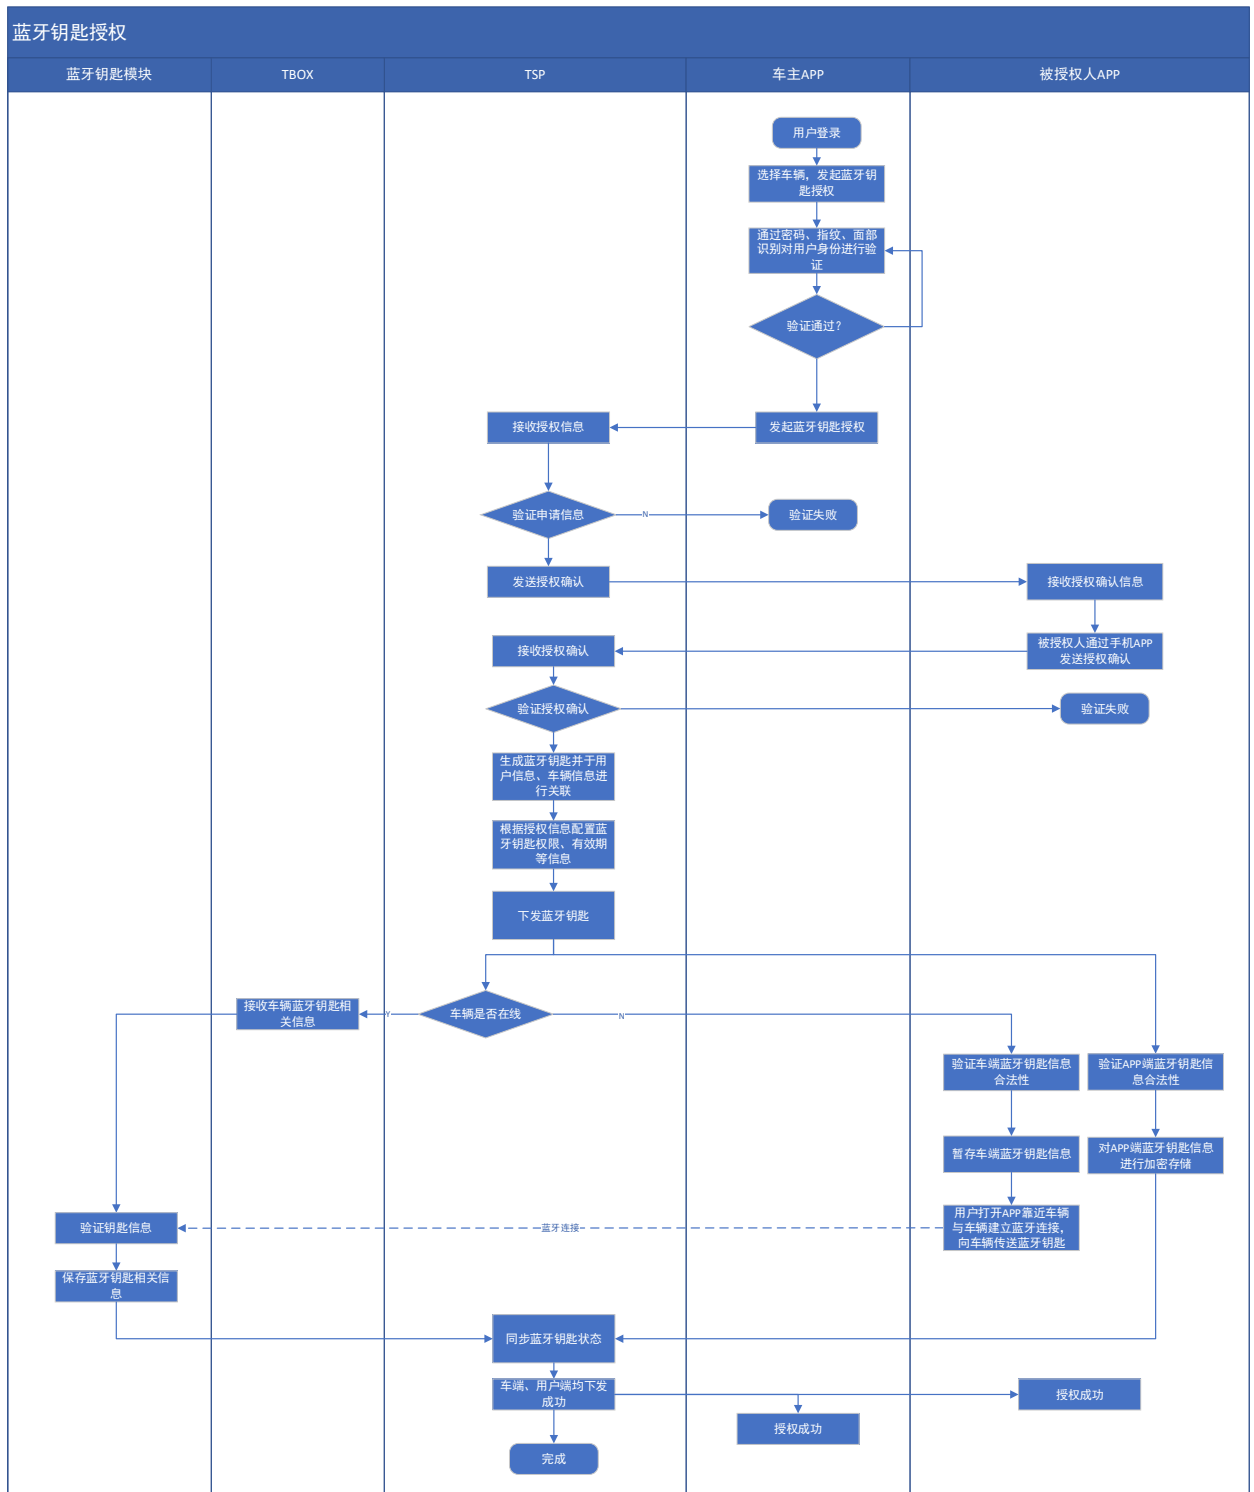 蓝牙钥匙授权
蓝牙钥匙模块
TBOX
TSP
车主APP
被授权人APP
用户登录
选择车辆，发起蓝牙钥
匙授权
通过密码、指纹、面部
识别对用户身份进行验
证
验证通过？
接收授权信息
发起蓝牙钥匙授权
验证申请信息
N
验证失败
发送授权确认
接收授权确认信息
接收授权确认
被授权人通过手机APP
发送授权确认
验证授权确认
验证失败
生成蓝牙钥匙并于用
户信息、车辆信息进
行关联
根据授权信息配置蓝
牙钥匙权限、有效期
等信息
下发蓝牙钥匙
接收车辆蓝牙钥匙相
关信息
Y
车辆是否在线
N
验证车端蓝牙钥匙信息
合法性
验证APP端蓝牙钥匙信
息合法性
暂存车端蓝牙钥匙信息
对APP端蓝牙钥匙信息
进行加密存储
验证钥匙信息
蓝牙连接
用户打开APP靠近车辆
与车辆建立蓝牙连接，
向车辆传送蓝牙钥匙
保存蓝牙钥匙相关信
息
同步蓝牙钥匙状态
车端、用户端均下发
成功
授权成功
授权成功
完成